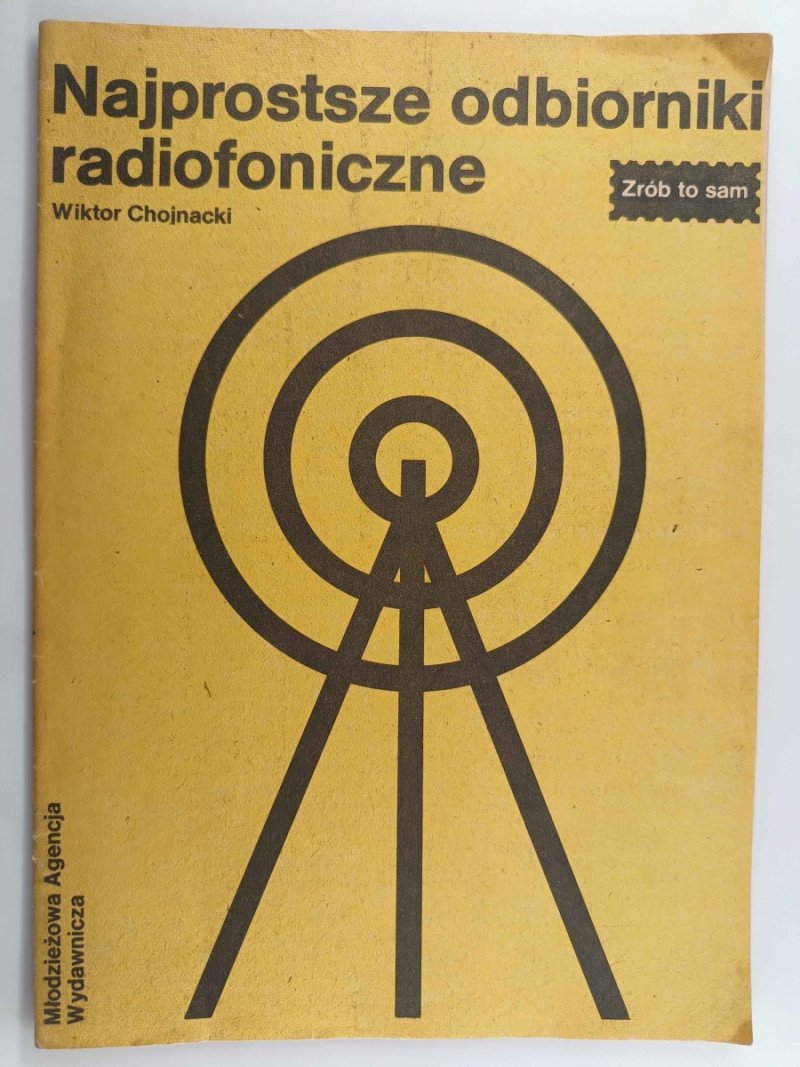 Najprostsze odbiorniki
radiofoniczne
Zrób to sam
Wiktor Chojnacki
Młodzieżowa Agencja
Wydawnicza